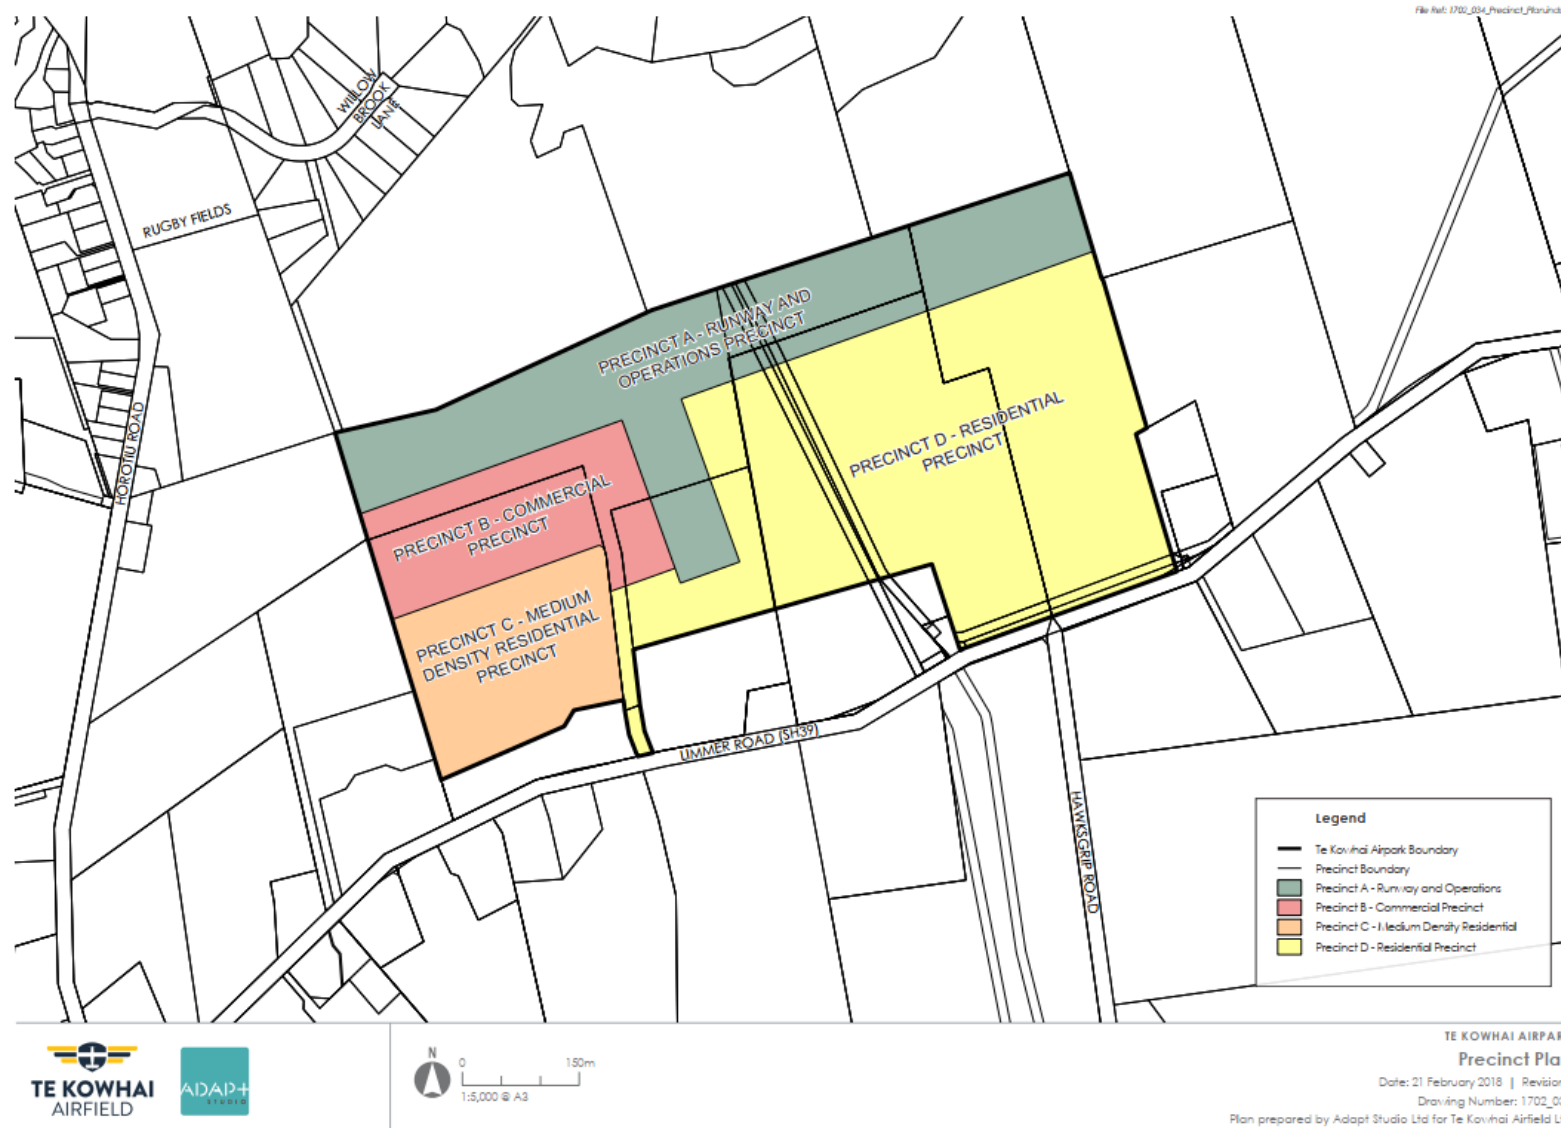 File Ref: 1702_034_Precinct_Plan.indd
WILLOW
BROOK
LANE
RUGBY FIELDS
HOROTIU ROAD
PRECINCT A - RUNWAY AND
OPERATIONS PRECINCT
PRECINCT D - RESIDENTIAL
PRECINCT
PRECINCT B - COMMERCIAL
PRECINCT
PRECINCT C - MEDIUM
DENSITY RESIDENTIAL
PRECINCT
LIMMER ROAD (SH39)
HAWKSGRIP ROAD
Legend
Te Kowhai Airpark Boundary
Precinct Boundary
Precinct A - Runway and Operations
Precinct B - Commercial Precinct
Precinct C - Medium Density Residential
Precinct D - Residential Precinct
TE KOWHAI
AIRFIELD
ADAPT
STUDIO
N
0 150m
1:5,000 @ A3
TE KOWHAI AIRPAR
Precinct Pla
Date: 21 February 2018 | Revision
Drawing Number: 1702_0
Plan prepared by Adapt Studio Ltd for Te Kowhai Airfield L